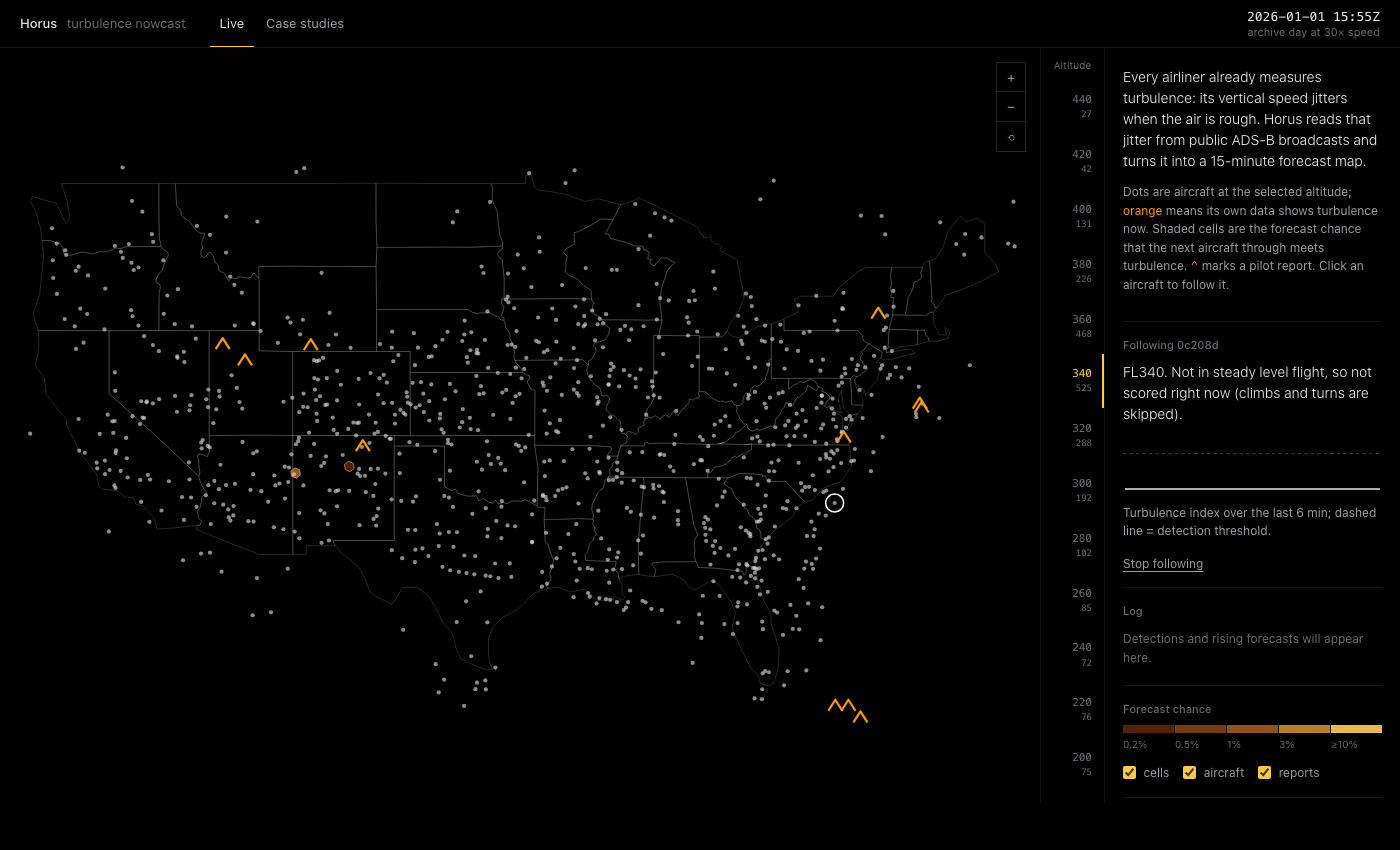 Horus turbulence nowcast Live Case studies
2026-01-01 15:55Z
archive day at 30× speed
+
−
⟲
Altitude
440
27
420
42
400
131
380
226
360
468
340
525
320
288
300
192
280
102
260
85
240
72
220
76
200
75
Every airliner already measures
turbulence: its vertical speed jitters
when the air is rough. Horus reads that
jitter from public ADS-B broadcasts and
turns it into a 15-minute forecast map.
Dots are aircraft at the selected altitude;
orange means its own data shows turbulence
now. Shaded cells are the forecast chance
that the next aircraft through meets
turbulence. ^ marks a pilot report. Click an
aircraft to follow it.
Following 0c208d
FL340. Not in steady level flight, so not
scored right now (climbs and turns are
skipped).
Turbulence index over the last 6 min; dashed
line = detection threshold.
Stop following
Log
Detections and rising forecasts will appear
here.
Forecast chance
0.2% 0.5% 1% 3% ≥10%
cells aircraft reports